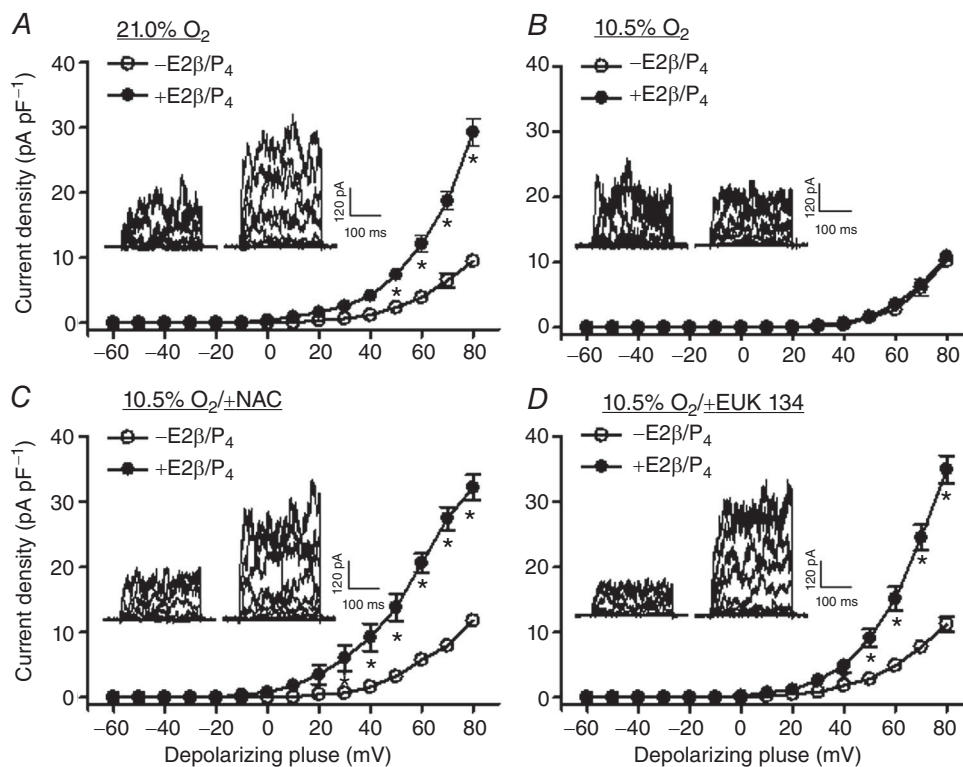 A
21.0% O₂
−E2β/P₄
+E2β/P₄
Current density (pA pF⁻¹)
40
30
20
10
0
120 pA
100 ms
*
*
*
*
−60 −40 −20 0 20 40 60 80
B
10.5% O₂
−E2β/P₄
+E2β/P₄
40
30
20
10
0
120 pA
100 ms
−60 −40 −20 0 20 40 60 80
C
10.5% O₂/+NAC
−E2β/P₄
+E2β/P₄
Current density (pA pF⁻¹)
40
30
20
10
0
120 pA
100 ms
*
*
*
*
*
*
−60 −40 −20 0 20 40 60 80
Depolarizing pluse (mV)
D
10.5% O₂/+EUK 134
−E2β/P₄
+E2β/P₄
40
30
20
10
0
120 pA
100 ms
*
*
*
*
−60 −40 −20 0 20 40 60 80
Depolarizing pluse (mV)